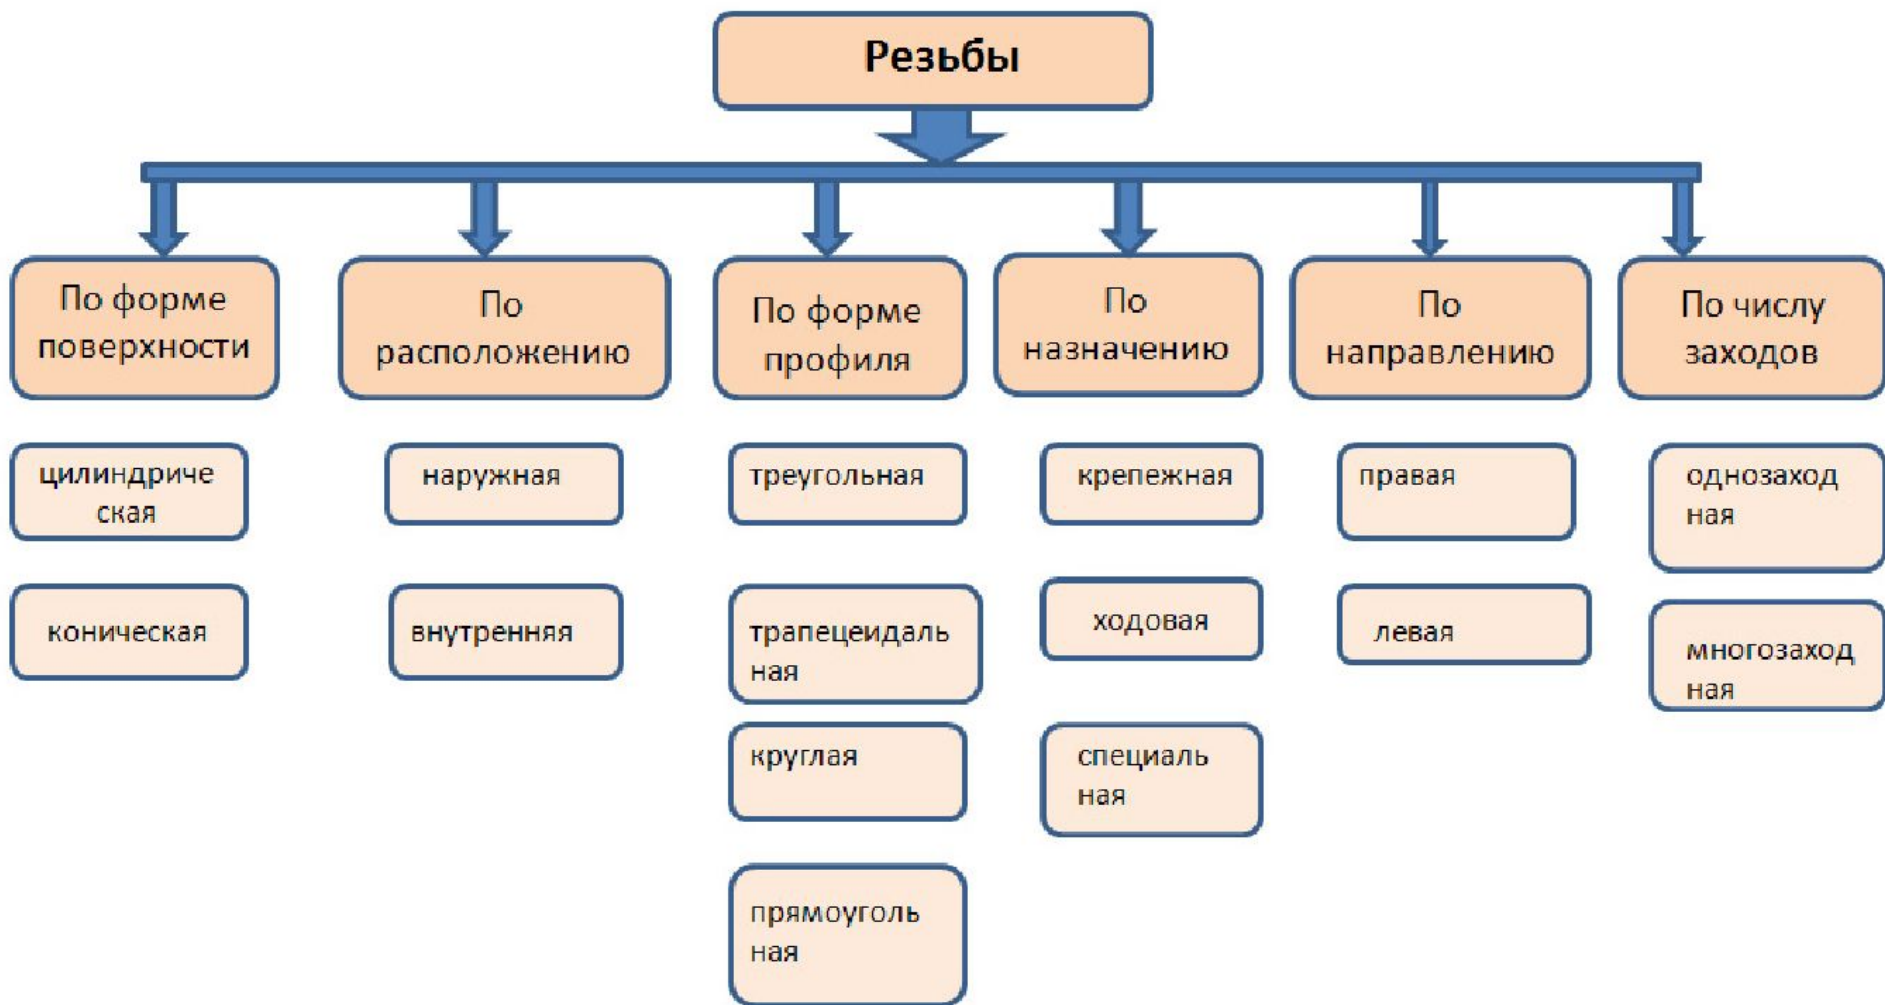 Резьбы
По форме
поверхности
По
расположению
По форме
профиля
По
назначению
По
направлению
По числу
заходов
цилиндриче
ская
наружная
треугольная
крепежная
правая
однозаход
ная
коническая
внутренняя
трапецеидаль
ная
ходовая
левая
многозаход
ная
круглая
специаль
ная
прямоуголь
ная